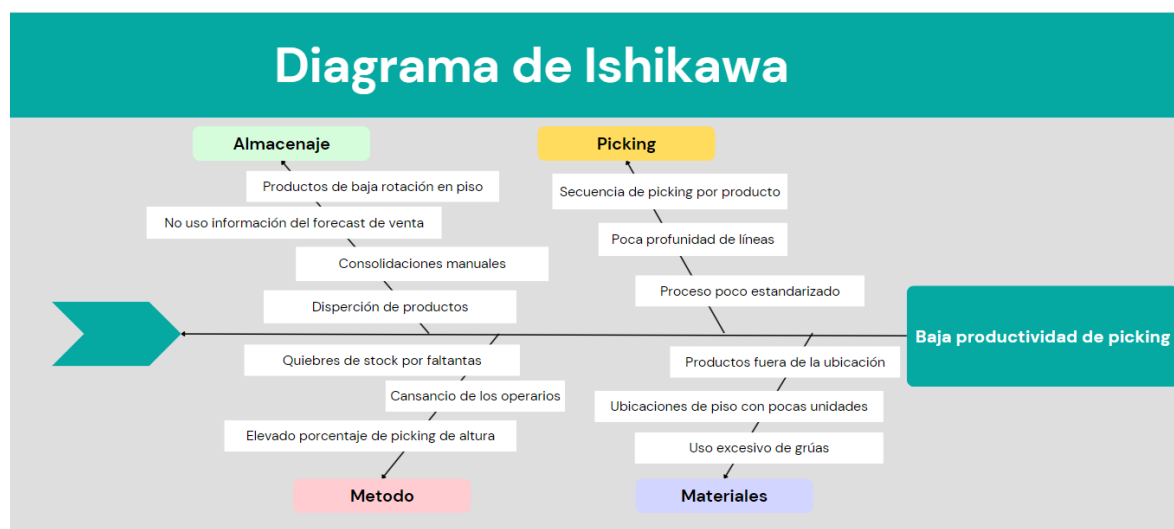 Diagrama de Ishikawa
Almacenaje
Picking
Productos de baja rotación en piso
Secuencia de picking por producto
No uso información del forecast de venta
Poca profunidad de líneas
Consolidaciones manuales
Proceso poco estandarizado
Disperción de productos
Baja productividad de picking
Quiebres de stock por faltantas
Productos fuera de la ubicación
Cansancio de los operarios
Ubicaciones de piso con pocas unidades
Elevado porcentaje de picking de altura
Uso excesivo de grúas
Metodo
Materiales